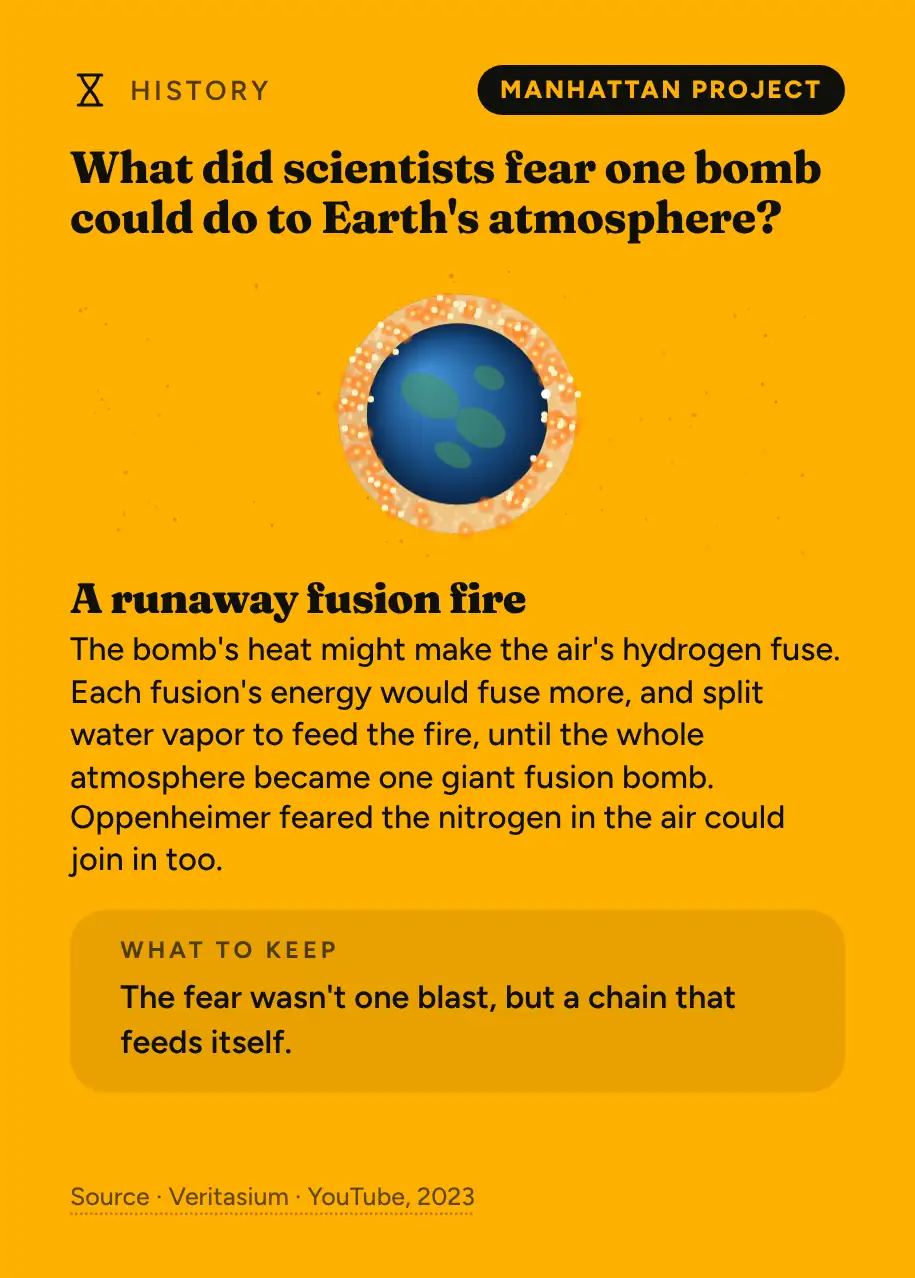 HISTORY
MANHATTAN PROJECT
What did scientists fear one bomb
could do to Earth's atmosphere?
A runaway fusion fire
The bomb's heat might make the air's hydrogen fuse.
Each fusion's energy would fuse more, and split
water vapor to feed the fire, until the whole
atmosphere became one giant fusion bomb.
Oppenheimer feared the nitrogen in the air could
join in too.
WHAT TO KEEP
The fear wasn't one blast, but a chain that
feeds itself.
Source · Veritasium · YouTube, 2023